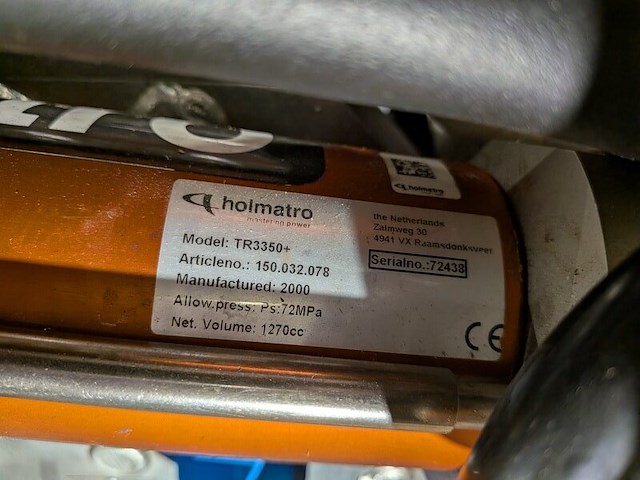 holmatro
holmatro
mastering power
the Netherlands
Zalmweg 30
4941 VX Raamsdonksveer
Model: TR3350+
Articleno.: 150.032.078
Serialno.:72438
Manufactured: 2000
Allow.press: Ps:72MPa
Net. Volume: 1270cc
CE